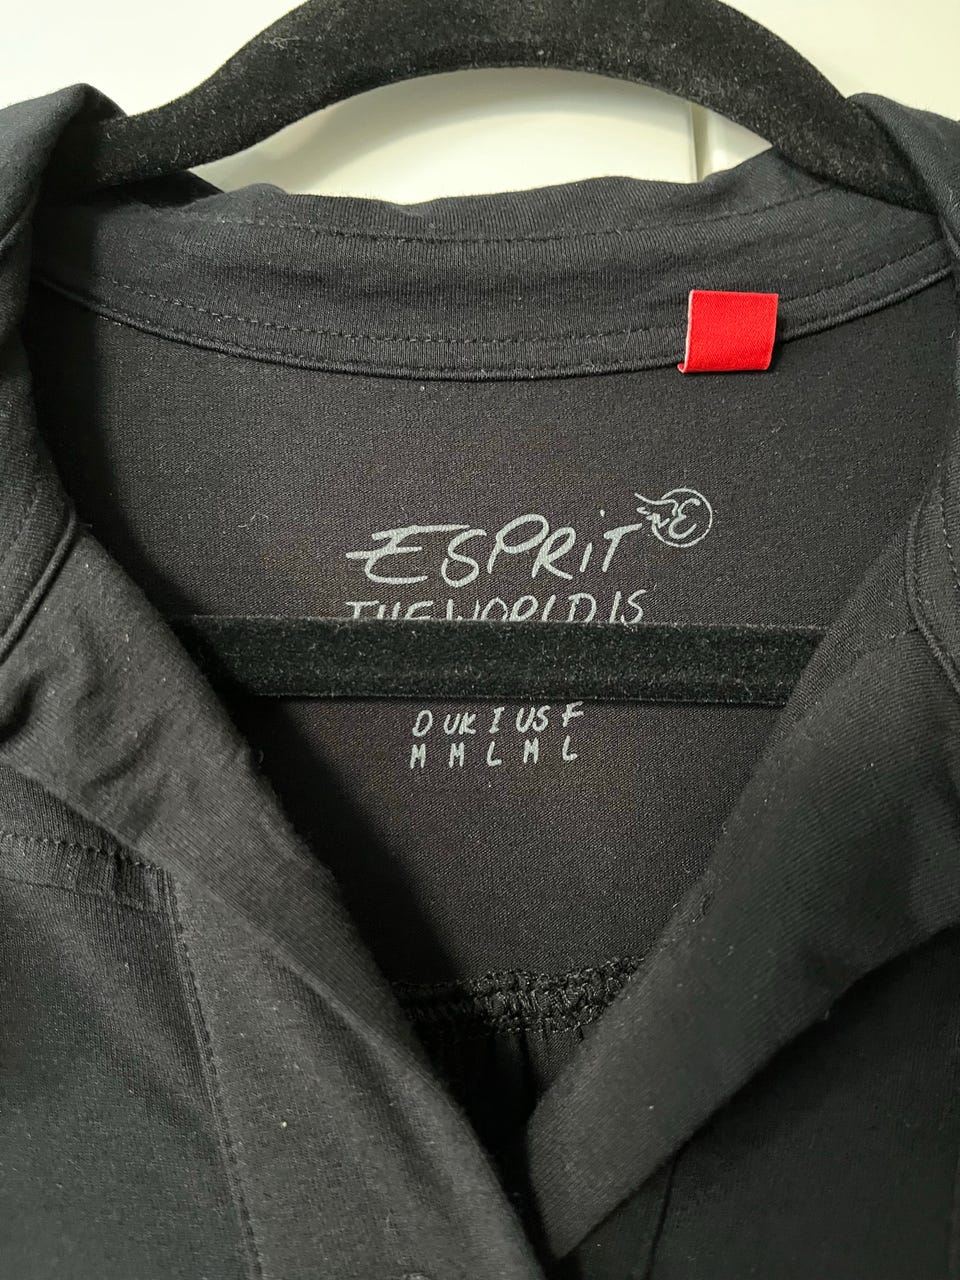 ESPRiT
THE WORLD IS
D UK I US F
M M L M L